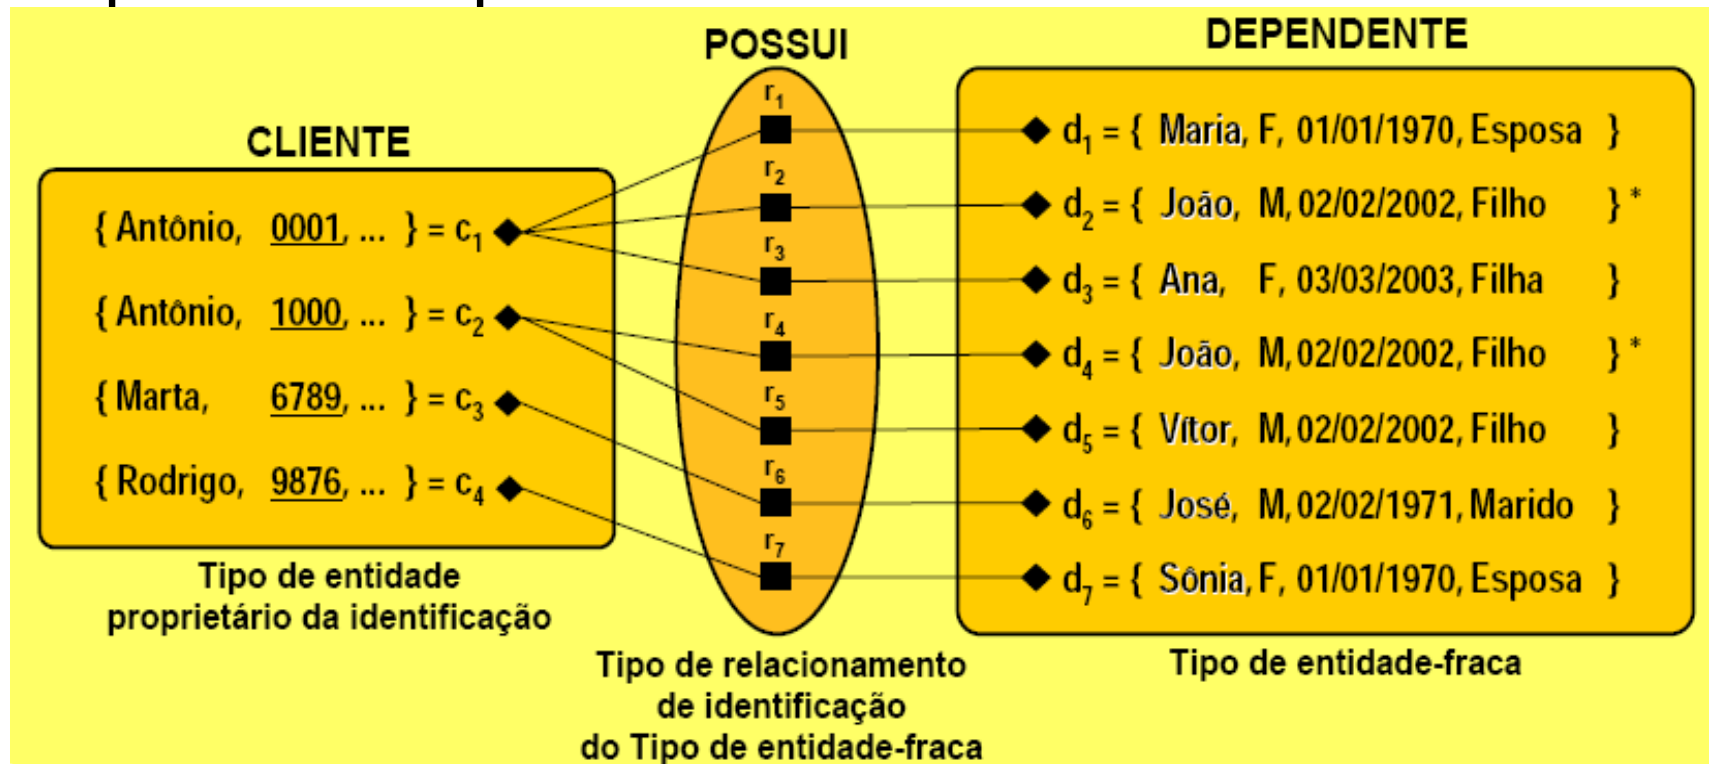 POSSUI
DEPENDENTE
CLIENTE
{ Antônio, 0001, ... } = c₁
{ Antônio, 1000, ... } = c₂
{ Marta, 6789, ... } = c₃
{ Rodrigo, 9876, ... } = c₄
Tipo de entidade
proprietário da identificação
r₁
r₂
r₃
r₄
r₅
r₆
r₇
Tipo de relacionamento
de identificação
do Tipo de entidade-fraca
d₁ = { Maria, F, 01/01/1970, Esposa }
d₂ = { João, M, 02/02/2002, Filho } *
d₃ = { Ana, F, 03/03/2003, Filha }
d₄ = { João, M, 02/02/2002, Filho } *
d₅ = { Vítor, M, 02/02/2002, Filho }
d₆ = { José, M, 02/02/1971, Marido }
d₇ = { Sônia, F, 01/01/1970, Esposa }
Tipo de entidade-fraca